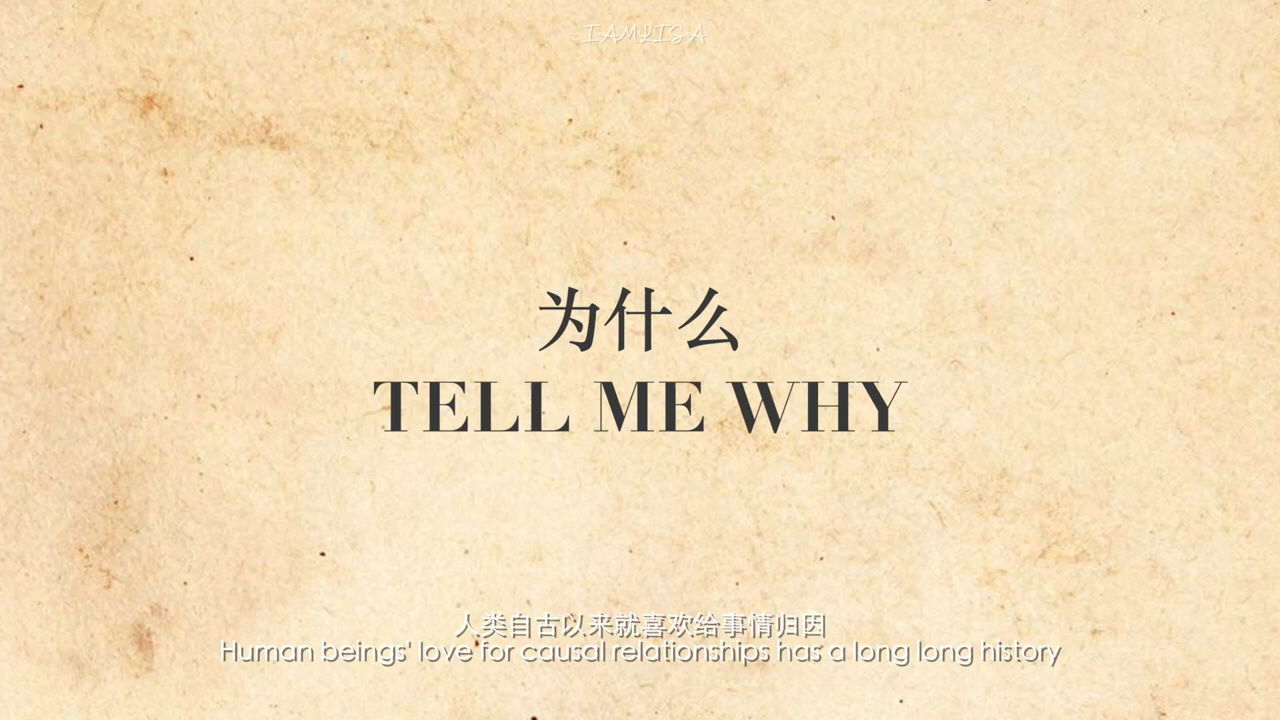 IAMLISA
为什么
TELL ME WHY
人类自古以来就喜欢给事情归因
Human beings' love for causal relationships has a long long history